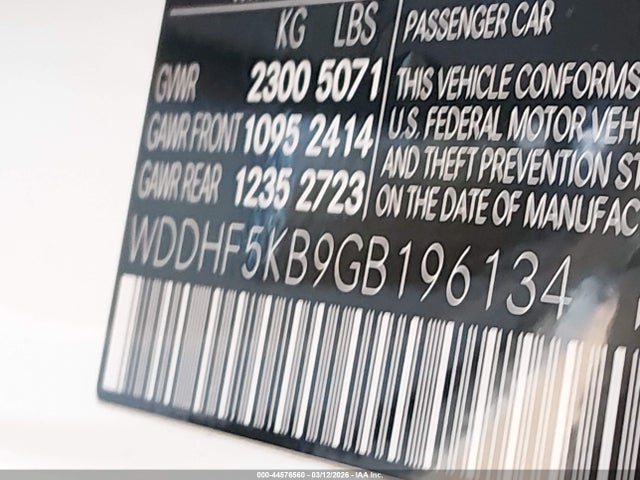 KG LBS
GVWR 2300 5071
GAWR FRONT 1095 2414
GAWR REAR 1235 2723
PASSENGER CAR
THIS VEHICLE CONFORMS
U.S. FEDERAL MOTOR VEH
AND THEFT PREVENTION ST
ON THE DATE OF MANUFAC
WDDHF5KB9GB196134
000-44576560 - 03/12/2026 - IAA Inc.